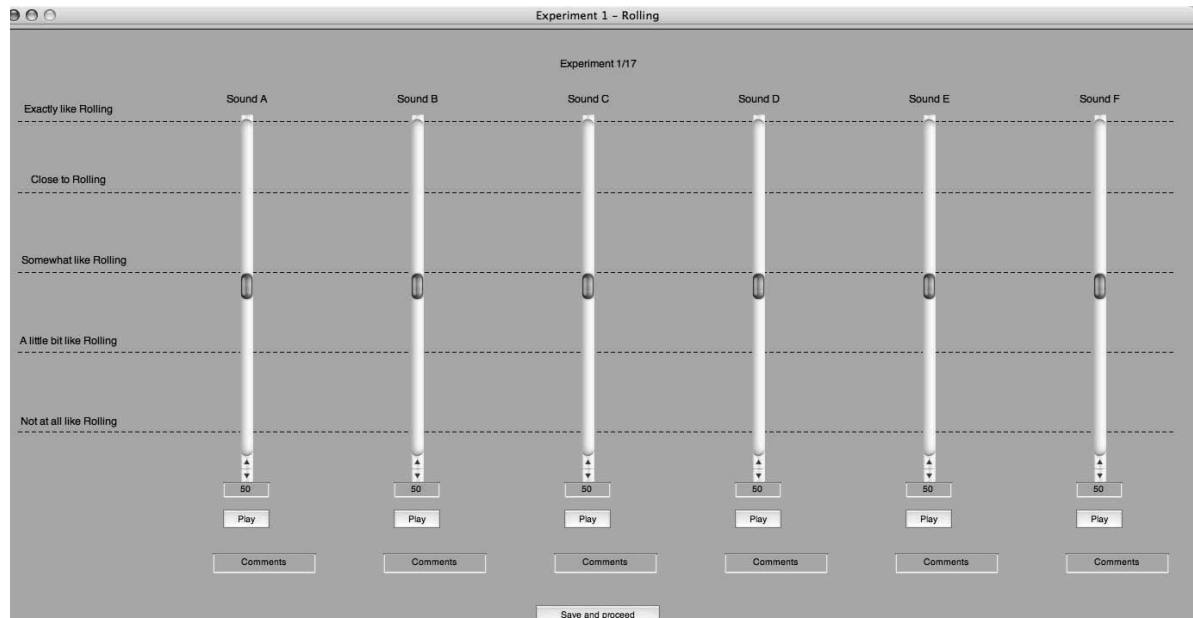 Experiment 1 – Rolling
Experiment 1/17
Sound A Sound B Sound C Sound D Sound E Sound F
Exactly like Rolling
Close to Rolling
Somewhat like Rolling
A little bit like Rolling
Not at all like Rolling
50 50 50 50 50 50
Play Play Play Play Play Play
Comments Comments Comments Comments Comments Comments
Save and proceed